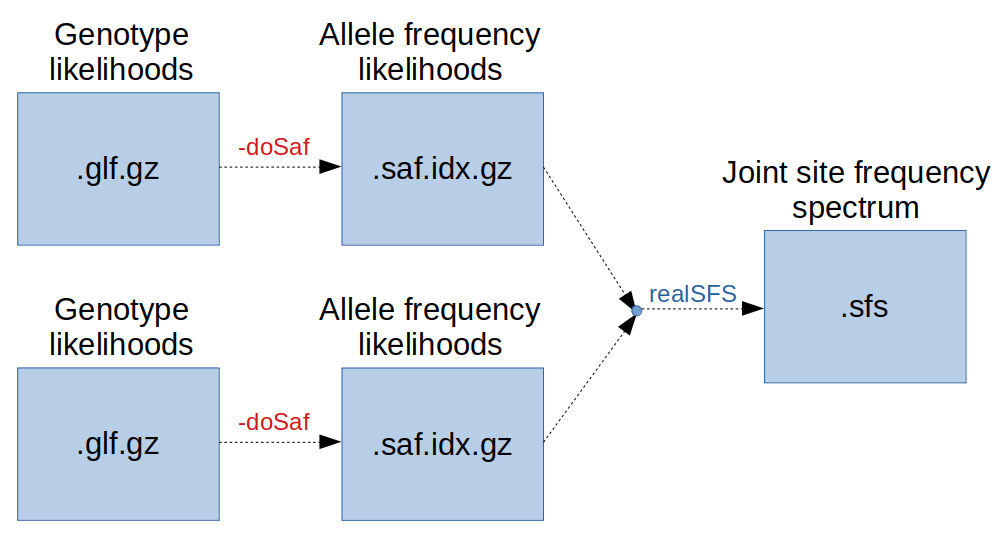 Genotype
likelihoods
.glf.gz
-doSaf
Allele frequency
likelihoods
.saf.idx.gz
Genotype
likelihoods
.glf.gz
-doSaf
Allele frequency
likelihoods
.saf.idx.gz
realSFS
Joint site frequency
spectrum
.sfs